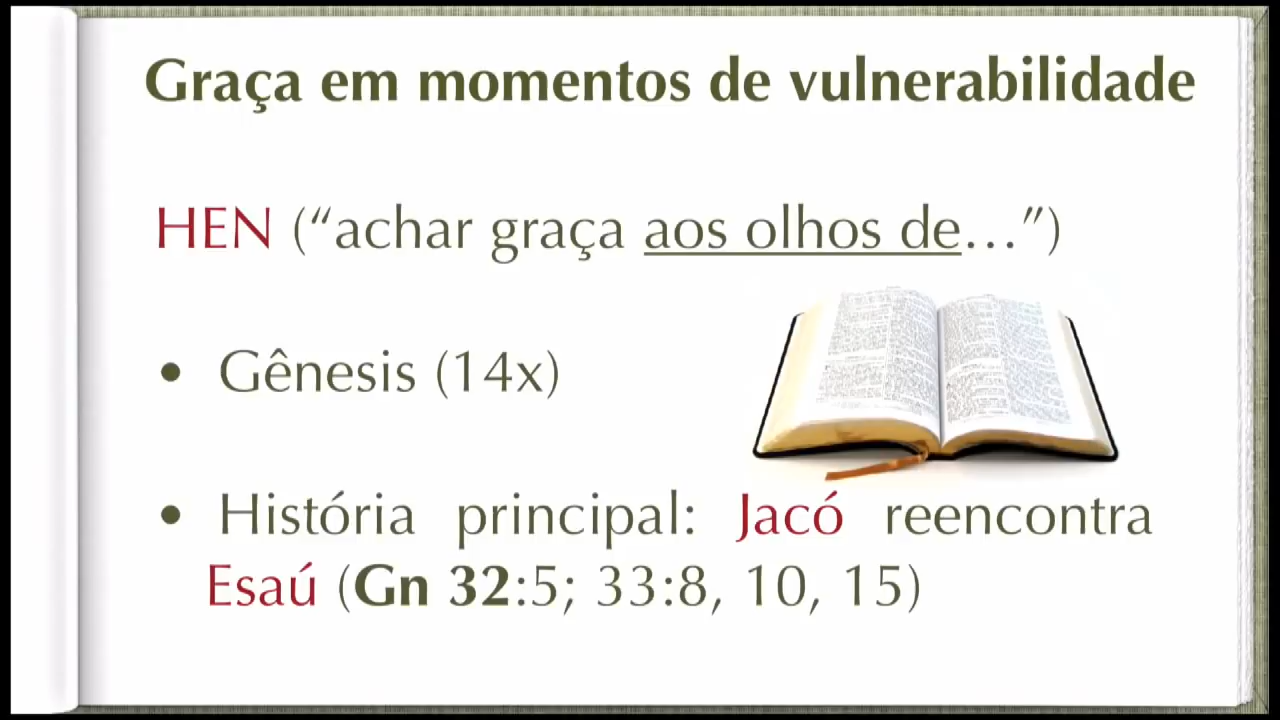 Graça em momentos de vulnerabilidade
HEN (“achar graça aos olhos de…”)
• Gênesis (14x)
• História principal: Jacó reencontra
Esaú (Gn 32:5; 33:8, 10, 15)